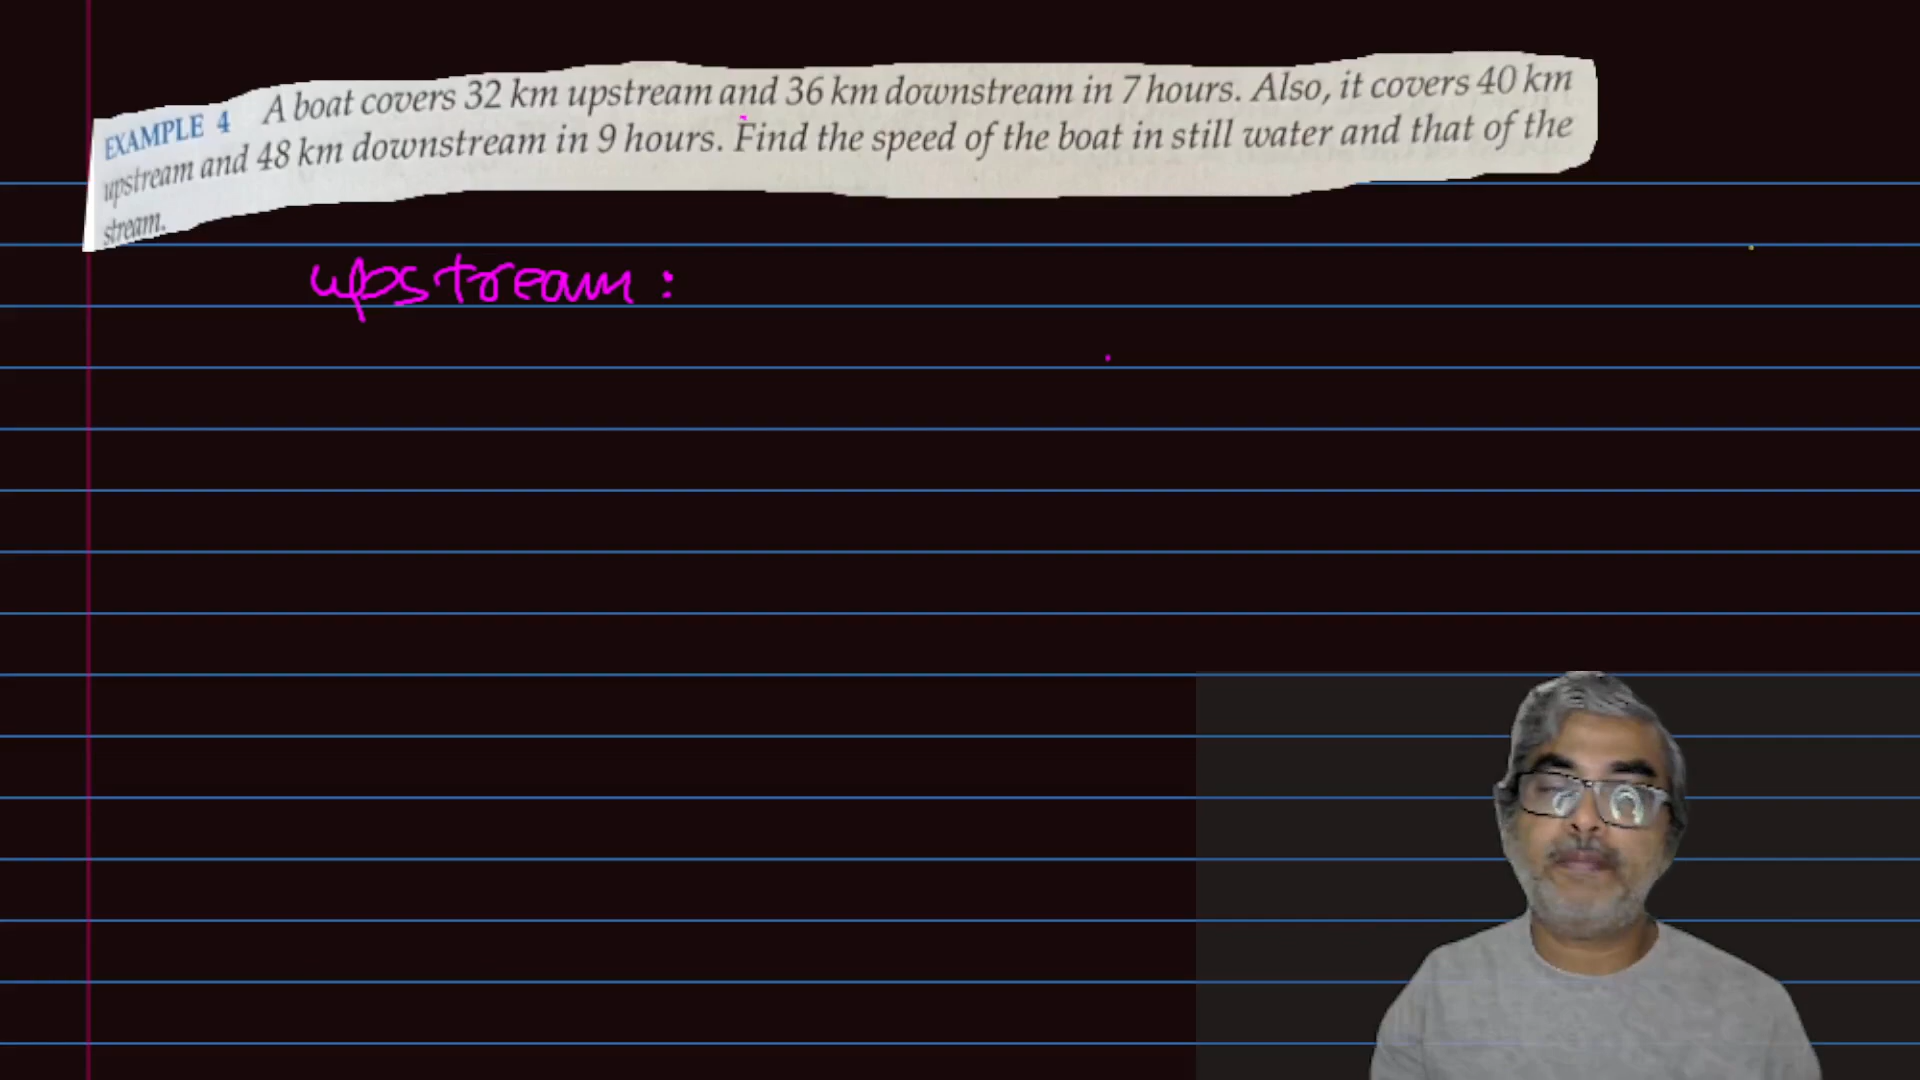 EXAMPLE 4 A boat covers 32 km upstream and 36 km downstream in 7 hours. Also, it covers 40 km
upstream and 48 km downstream in 9 hours. Find the speed of the boat in still water and that of the
stream.
upstream :